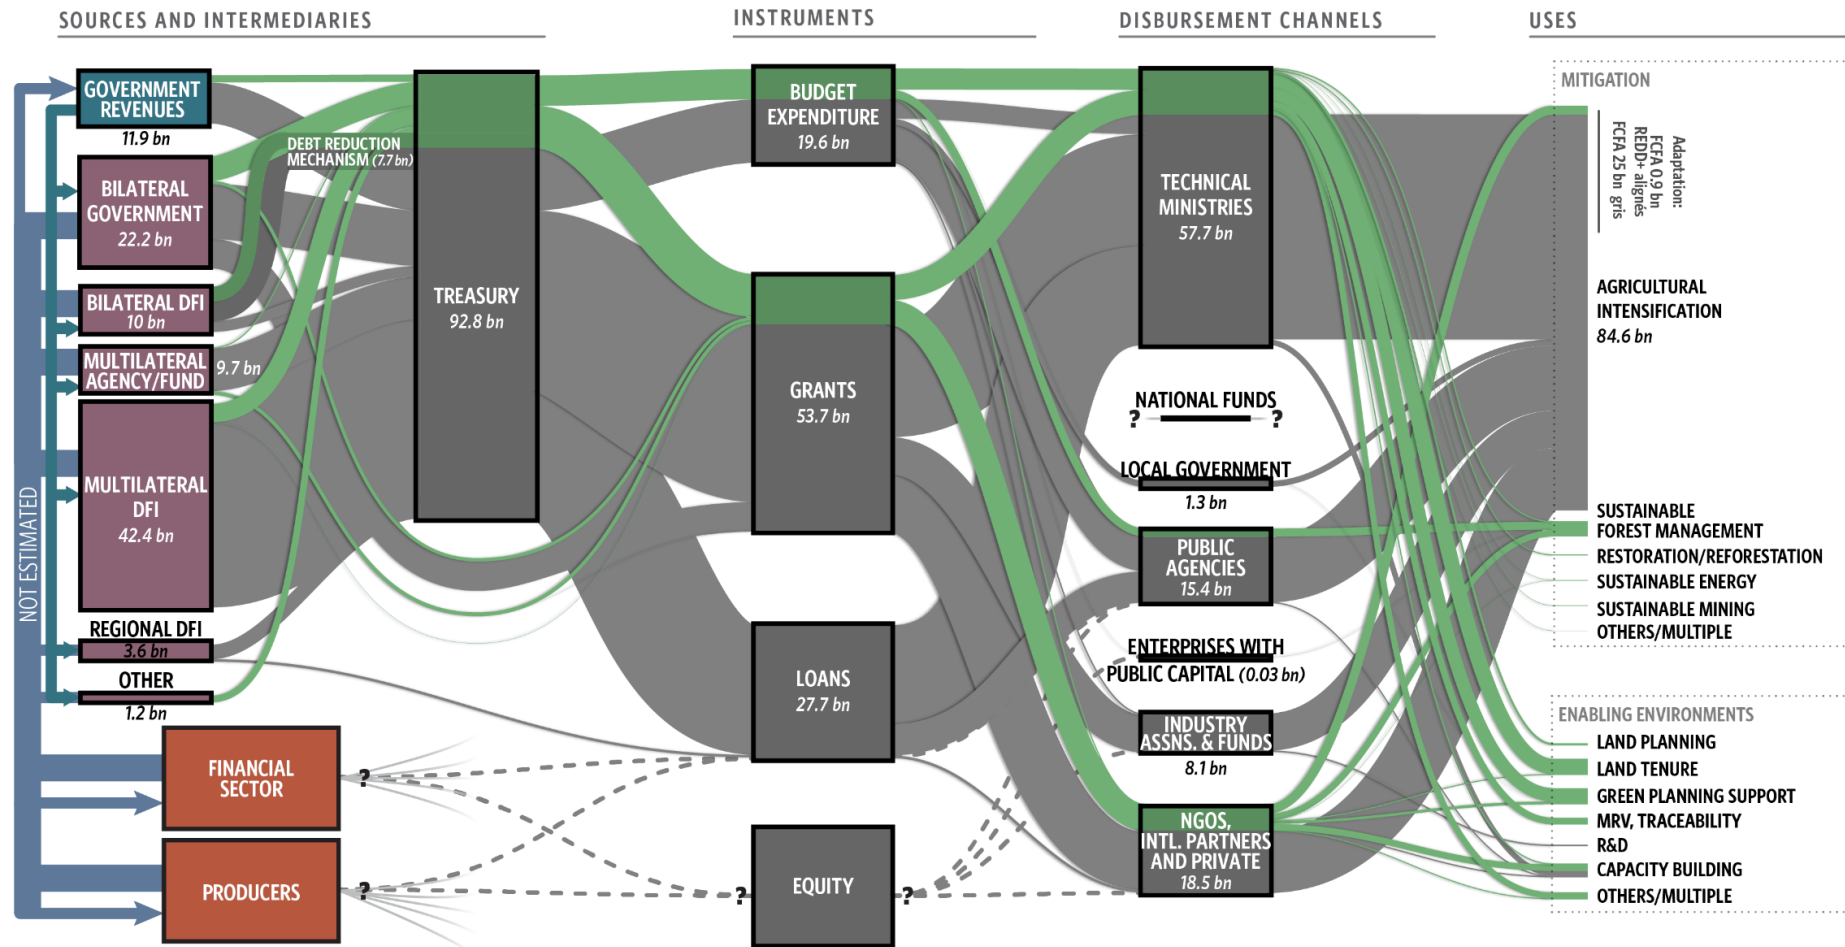 SOURCES AND INTERMEDIARIES
INSTRUMENTS
DISBURSEMENT CHANNELS
USES
NOT ESTIMATED
GOVERNMENT
REVENUES
11.9 bn
BILATERAL
GOVERNMENT
22.2 bn
BILATERAL DFI
10 bn
MULTILATERAL
AGENCY/FUND
9.7 bn
MULTILATERAL
DFI
42.4 bn
REGIONAL DFI
3.6 bn
OTHER
1.2 bn
FINANCIAL
SECTOR
?
PRODUCERS
?
DEBT REDUCTION
MECHANISM (7.7 bn)
TREASURY
92.8 bn
BUDGET
EXPENDITURE
19.6 bn
GRANTS
53.7 bn
LOANS
27.7 bn
? EQUITY ?
TECHNICAL
MINISTRIES
57.7 bn
NATIONAL FUNDS
? ?
LOCAL GOVERNMENT
1.3 bn
PUBLIC
AGENCIES
15.4 bn
ENTERPRISES WITH
PUBLIC CAPITAL (0.03 bn)
INDUSTRY
ASSNS. & FUNDS
8.1 bn
NGOS,
INTL. PARTNERS
AND PRIVATE
18.5 bn
MITIGATION
Adaptation:
FCFA 0.9 bn
REDD+ alignés
FCFA 25 bn gris
AGRICULTURAL
INTENSIFICATION
84.6 bn
SUSTAINABLE
FOREST MANAGEMENT
RESTORATION/REFORESTATION
SUSTAINABLE ENERGY
SUSTAINABLE MINING
OTHERS/MULTIPLE
ENABLING ENVIRONMENTS
LAND PLANNING
LAND TENURE
GREEN PLANNING SUPPORT
MRV, TRACEABILITY
R&D
CAPACITY BUILDING
OTHERS/MULTIPLE